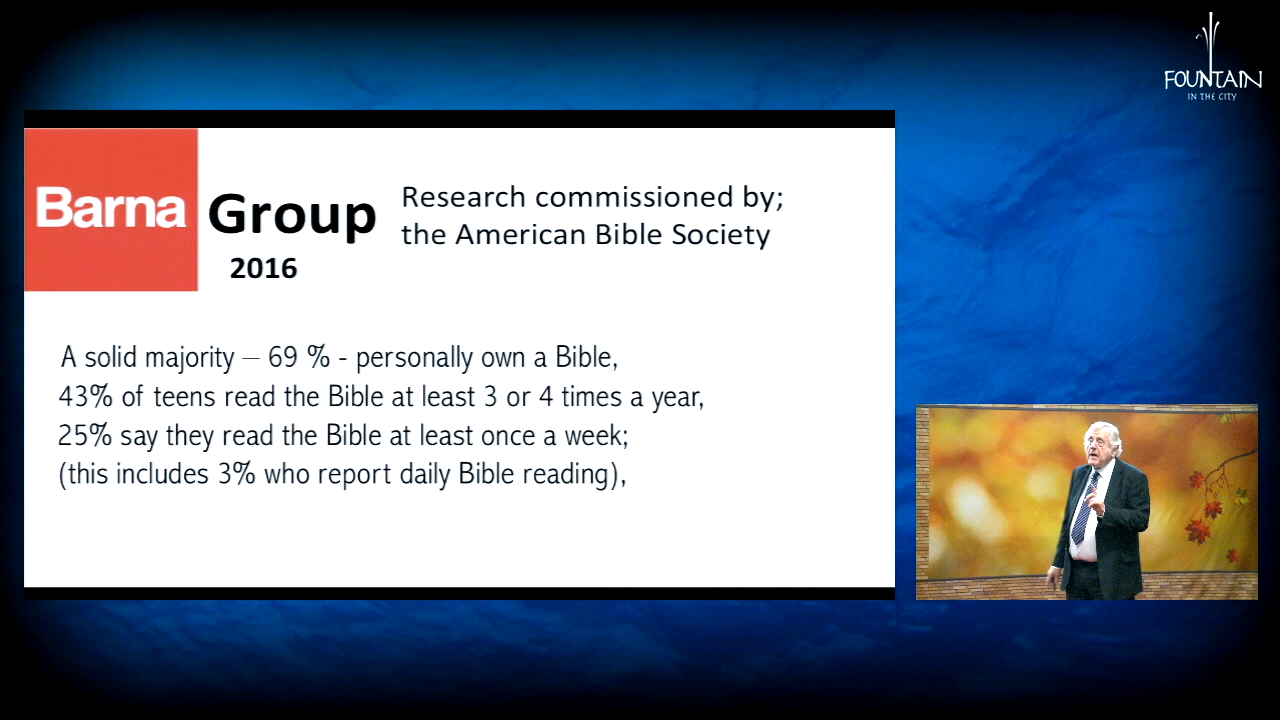 FOUNTAIN
IN THE CITY
Barna Group
2016
Research commissioned by;
the American Bible Society
A solid majority – 69 % - personally own a Bible,
43% of teens read the Bible at least 3 or 4 times a year,
25% say they read the Bible at least once a week;
(this includes 3% who report daily Bible reading),